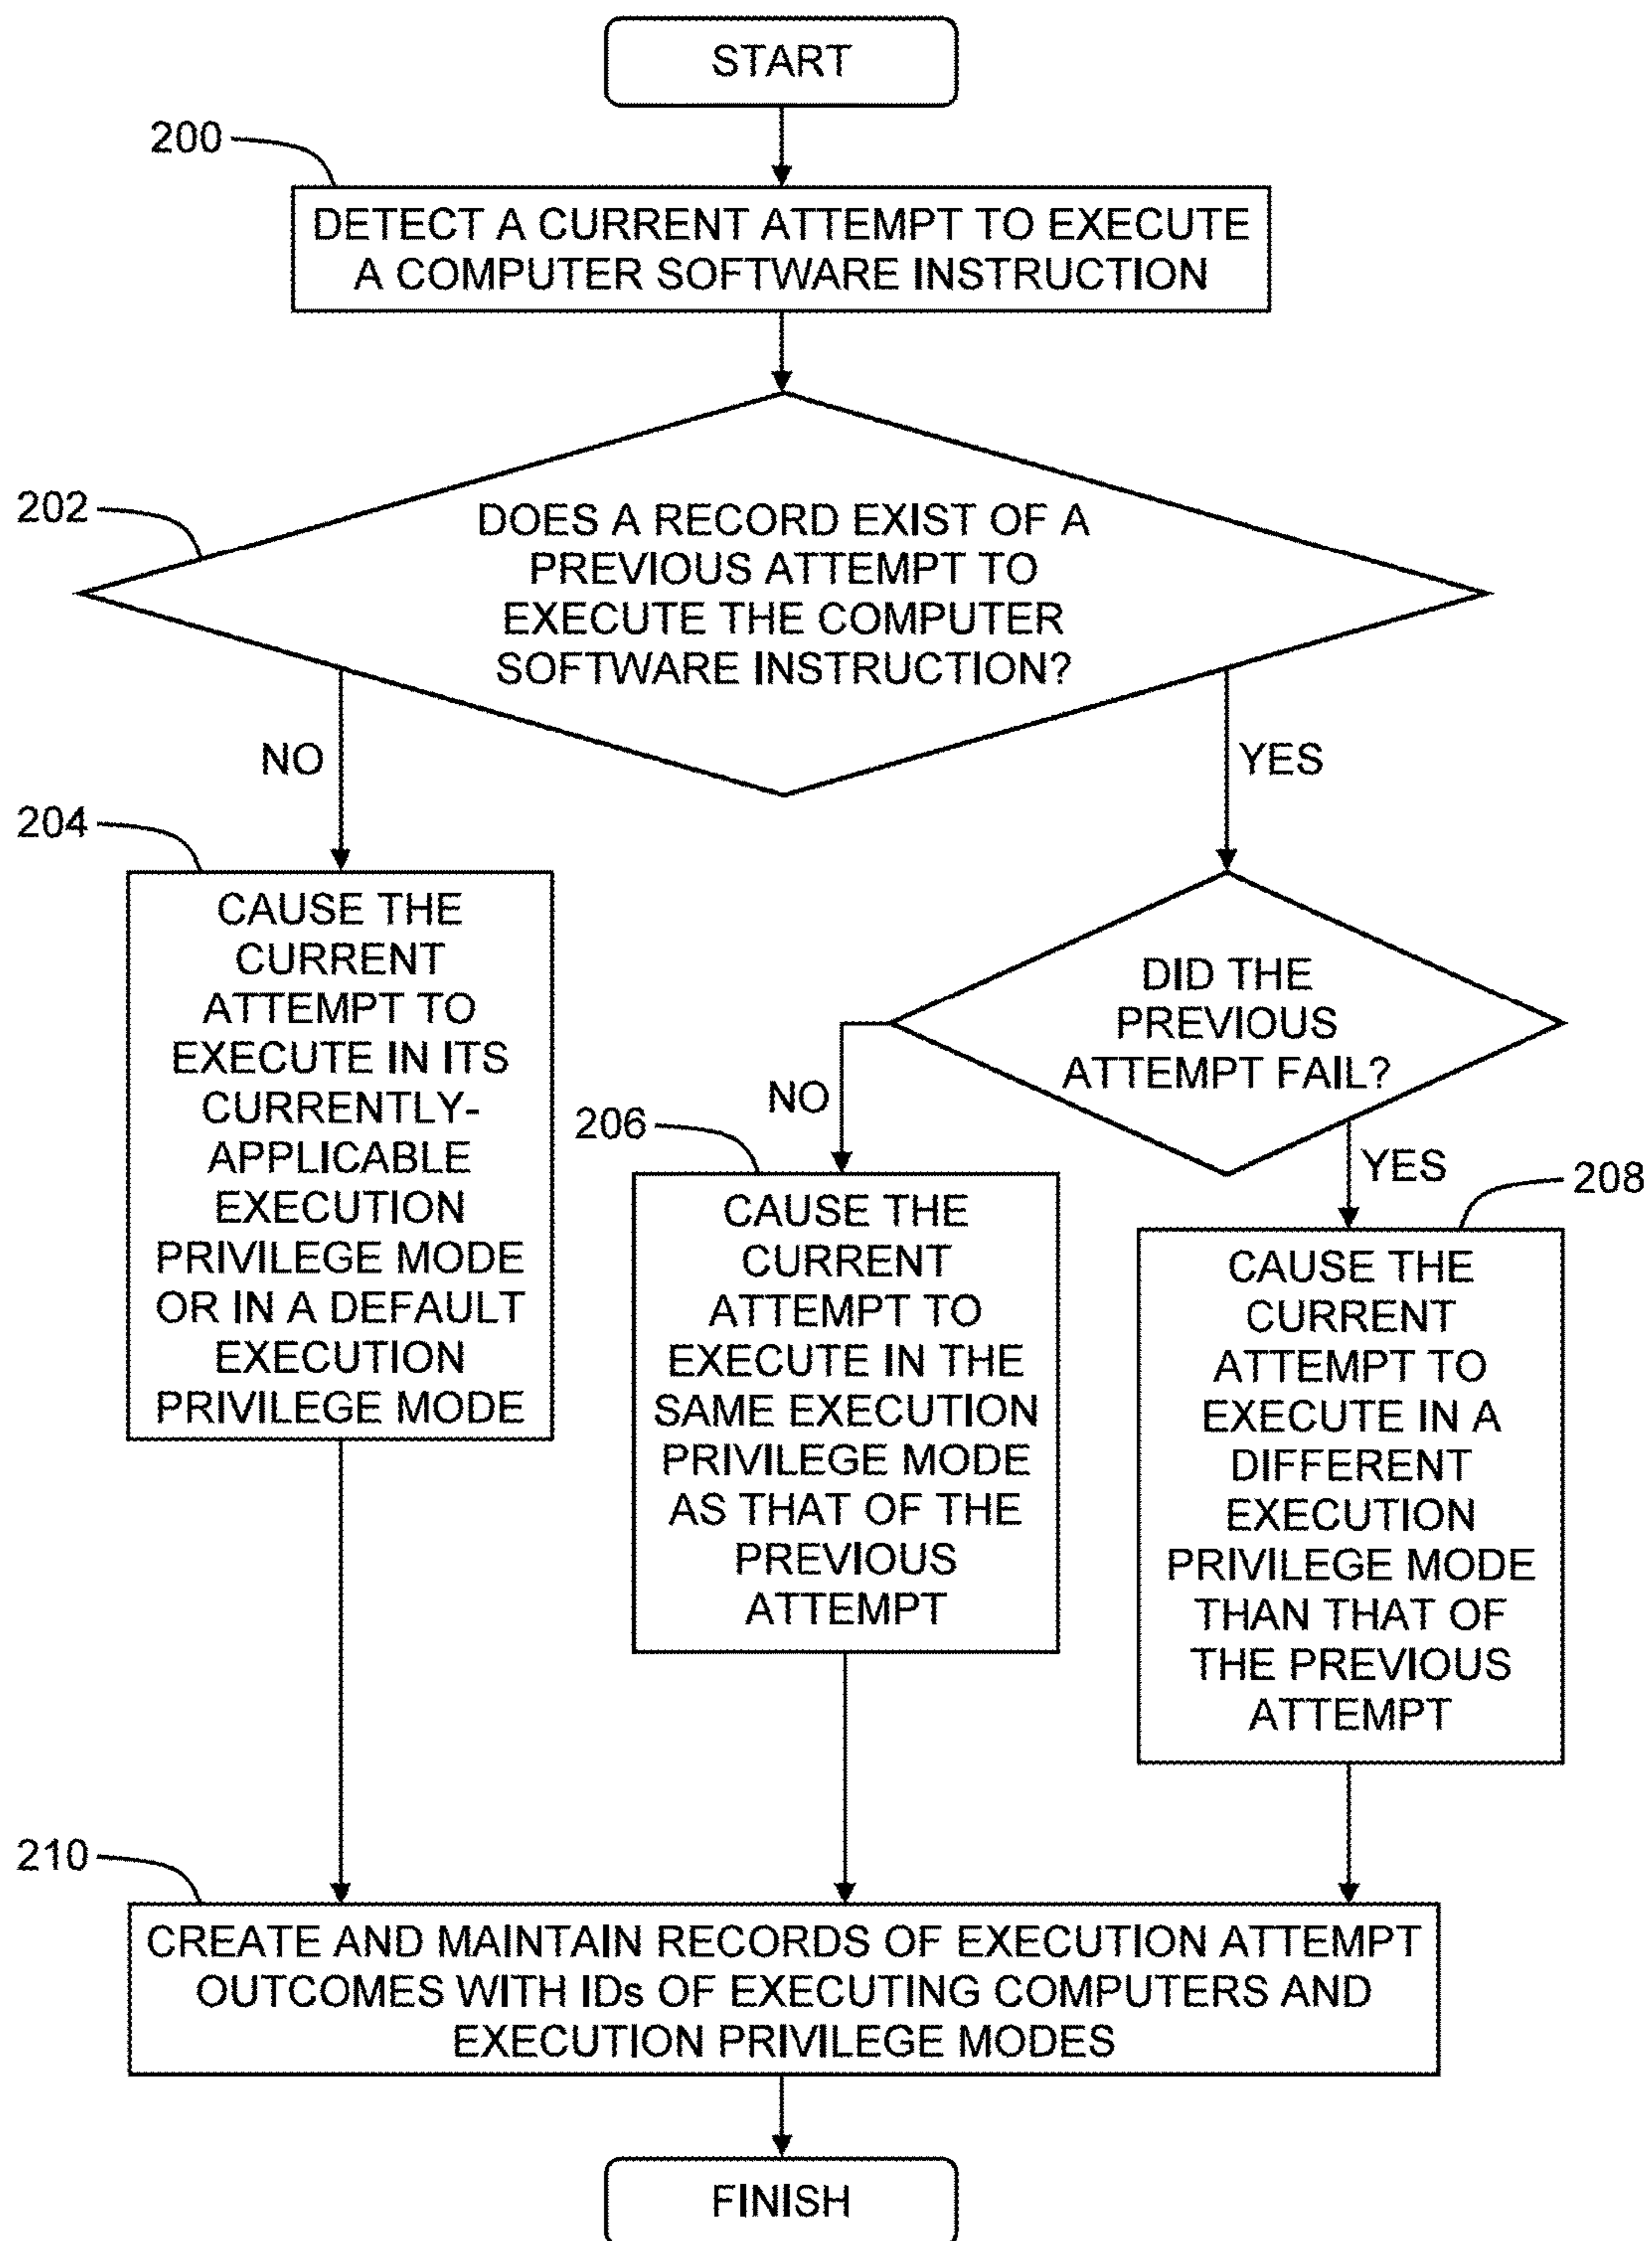 START
200
DETECT A CURRENT ATTEMPT TO EXECUTE
A COMPUTER SOFTWARE INSTRUCTION
202
DOES A RECORD EXIST OF A
PREVIOUS ATTEMPT TO
EXECUTE THE COMPUTER
SOFTWARE INSTRUCTION?
NO
YES
204
CAUSE THE
CURRENT
ATTEMPT TO
EXECUTE IN ITS
CURRENTLY-
APPLICABLE
EXECUTION
PRIVILEGE MODE
OR IN A DEFAULT
EXECUTION
PRIVILEGE MODE
DID THE
PREVIOUS
ATTEMPT FAIL?
NO
YES
206
CAUSE THE
CURRENT
ATTEMPT TO
EXECUTE IN THE
SAME EXECUTION
PRIVILEGE MODE
AS THAT OF THE
PREVIOUS
ATTEMPT
208
CAUSE THE
CURRENT
ATTEMPT TO
EXECUTE IN A
DIFFERENT
EXECUTION
PRIVILEGE MODE
THAN THAT OF
THE PREVIOUS
ATTEMPT
210
CREATE AND MAINTAIN RECORDS OF EXECUTION ATTEMPT
OUTCOMES WITH IDs OF EXECUTING COMPUTERS AND
EXECUTION PRIVILEGE MODES
FINISH